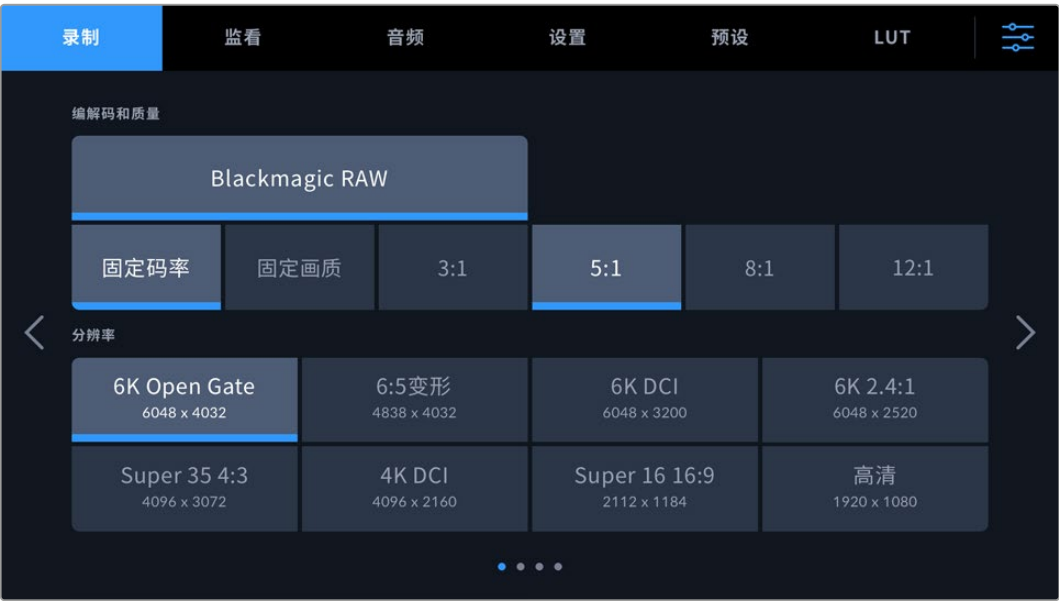 录制 监看 音频 设置 预设 LUT
编解码和质量
Blackmagic RAW
固定码率 固定画质 3:1 5:1 8:1 12:1
分辨率
6K Open Gate 6:5变形 6K DCI 6K 2.4:1
6048 x 4032 4838 x 4032 6048 x 3200 6048 x 2520
Super 35 4:3 4K DCI Super 16 16:9 高清
4096 x 3072 4096 x 2160 2112 x 1184 1920 x 1080